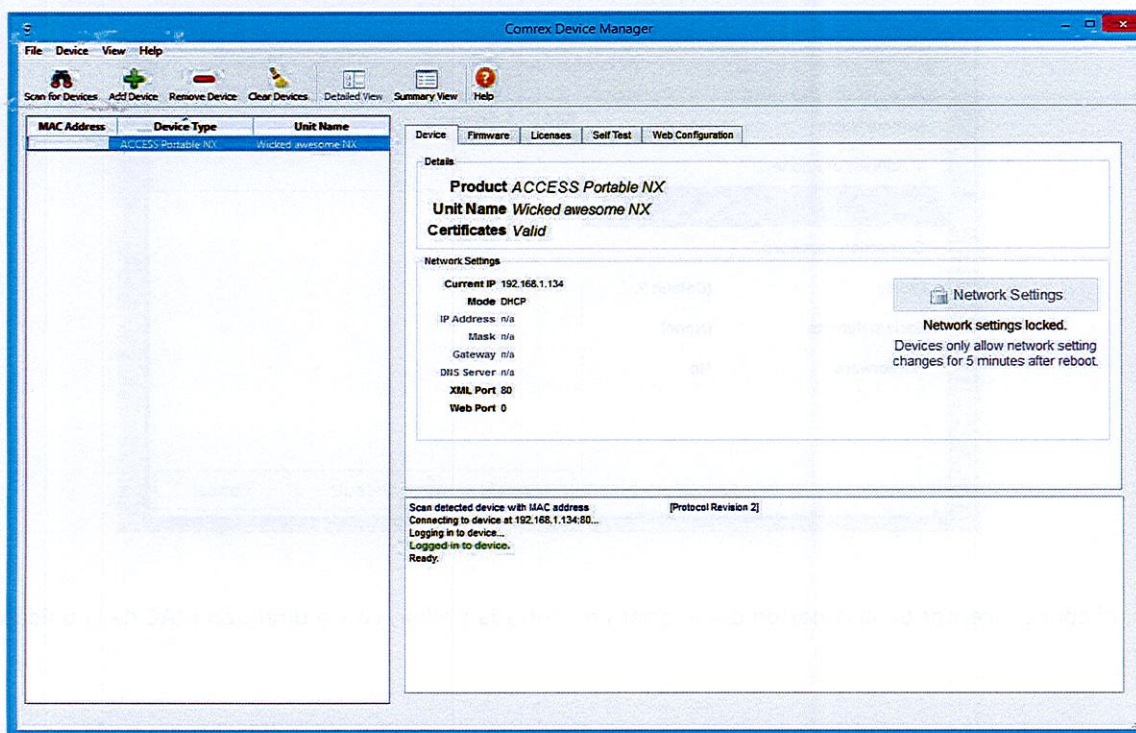 Comrex Device Manager
File Device View Help
Scan for Devices Add Device Remove Device Clear Devices Detailed View Summary View Help
MAC Address Device Type Unit Name
ACCESS Portable NX Wicked awesome NX
Device Firmware Licenses Self Test Web Configuration
Details
Product ACCESS Portable NX
Unit Name Wicked awesome NX
Certificates Valid
Network Settings
Current IP 192.168.1.134
Mode DHCP
IP Address n/a
Mask n/a
Gateway n/a
DNS Server n/a
XML Port 80
Web Port 0
Network Settings
Network settings locked.
Devices only allow network setting
changes for 5 minutes after reboot.
Scan detected device with MAC address [Protocol Revision 2]
Connecting to device at 192.168.1.134:80...
Logging in to device...
Logged in to device.
Ready.